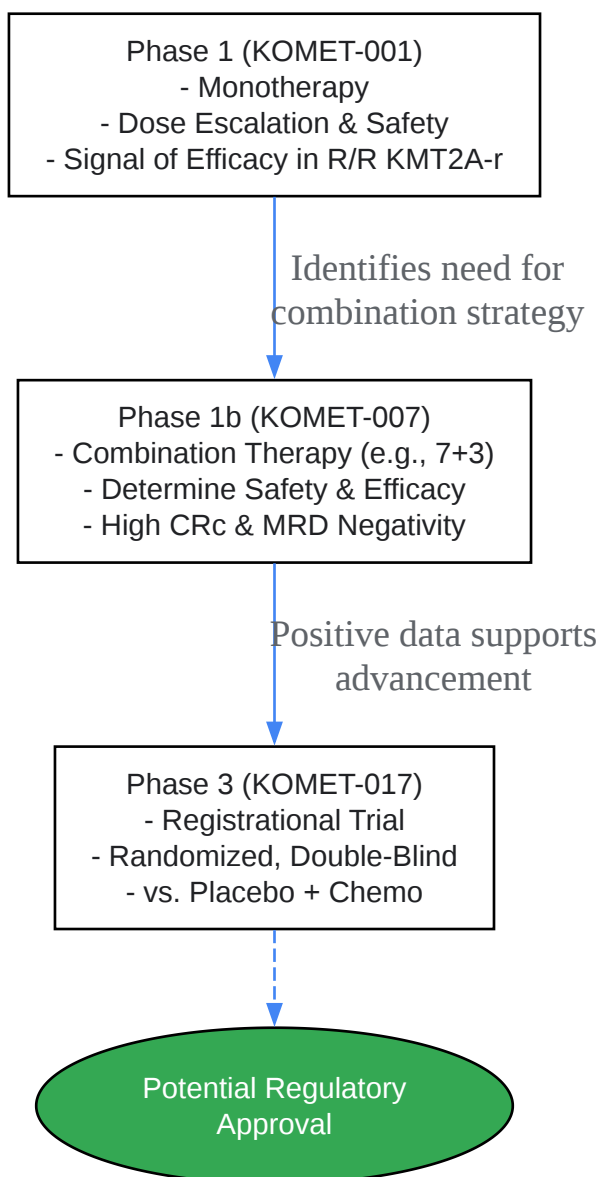 Phase 1 (KOMET-001)
- Monotherapy
- Dose Escalation & Safety
- Signal of Efficacy in R/R KMT2A-r
Identifies need for
combination strategy
Phase 1b (KOMET-007)
- Combination Therapy (e.g., 7+3)
- Determine Safety & Efficacy
- High CRc & MRD Negativity
Positive data supports
advancement
Phase 3 (KOMET-017)
- Registrational Trial
- Randomized, Double-Blind
- vs. Placebo + Chemo
Potential Regulatory
Approval